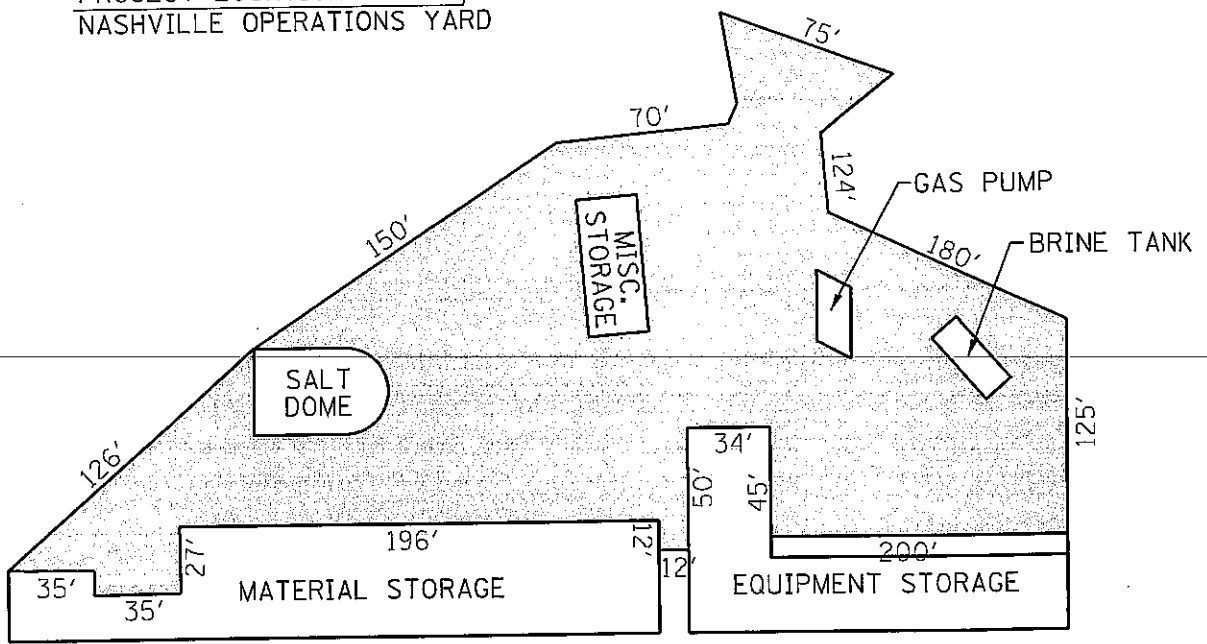 NASHVILLE OPERATIONS YARD
75'
70'
124'
GAS PUMP
150'
MISC.
STORAGE
180'
BRINE TANK
SALT
DOME
126'
34'
125'
50'
45'
27'
196'
12'
12'
200'
35'
35'
MATERIAL STORAGE
EQUIPMENT STORAGE